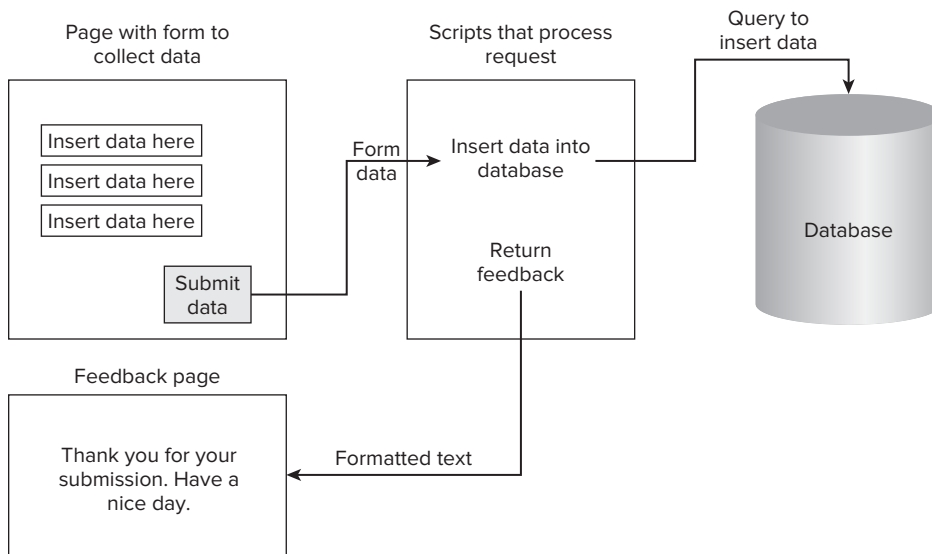 Page with form to
collect data
Insert data here
Insert data here
Insert data here
Submit
data
Form
data
Scripts that process
request
Insert data into
database
Return
feedback
Query to
insert data
Database
Feedback page
Thank you for your
submission. Have a
nice day.
Formatted text